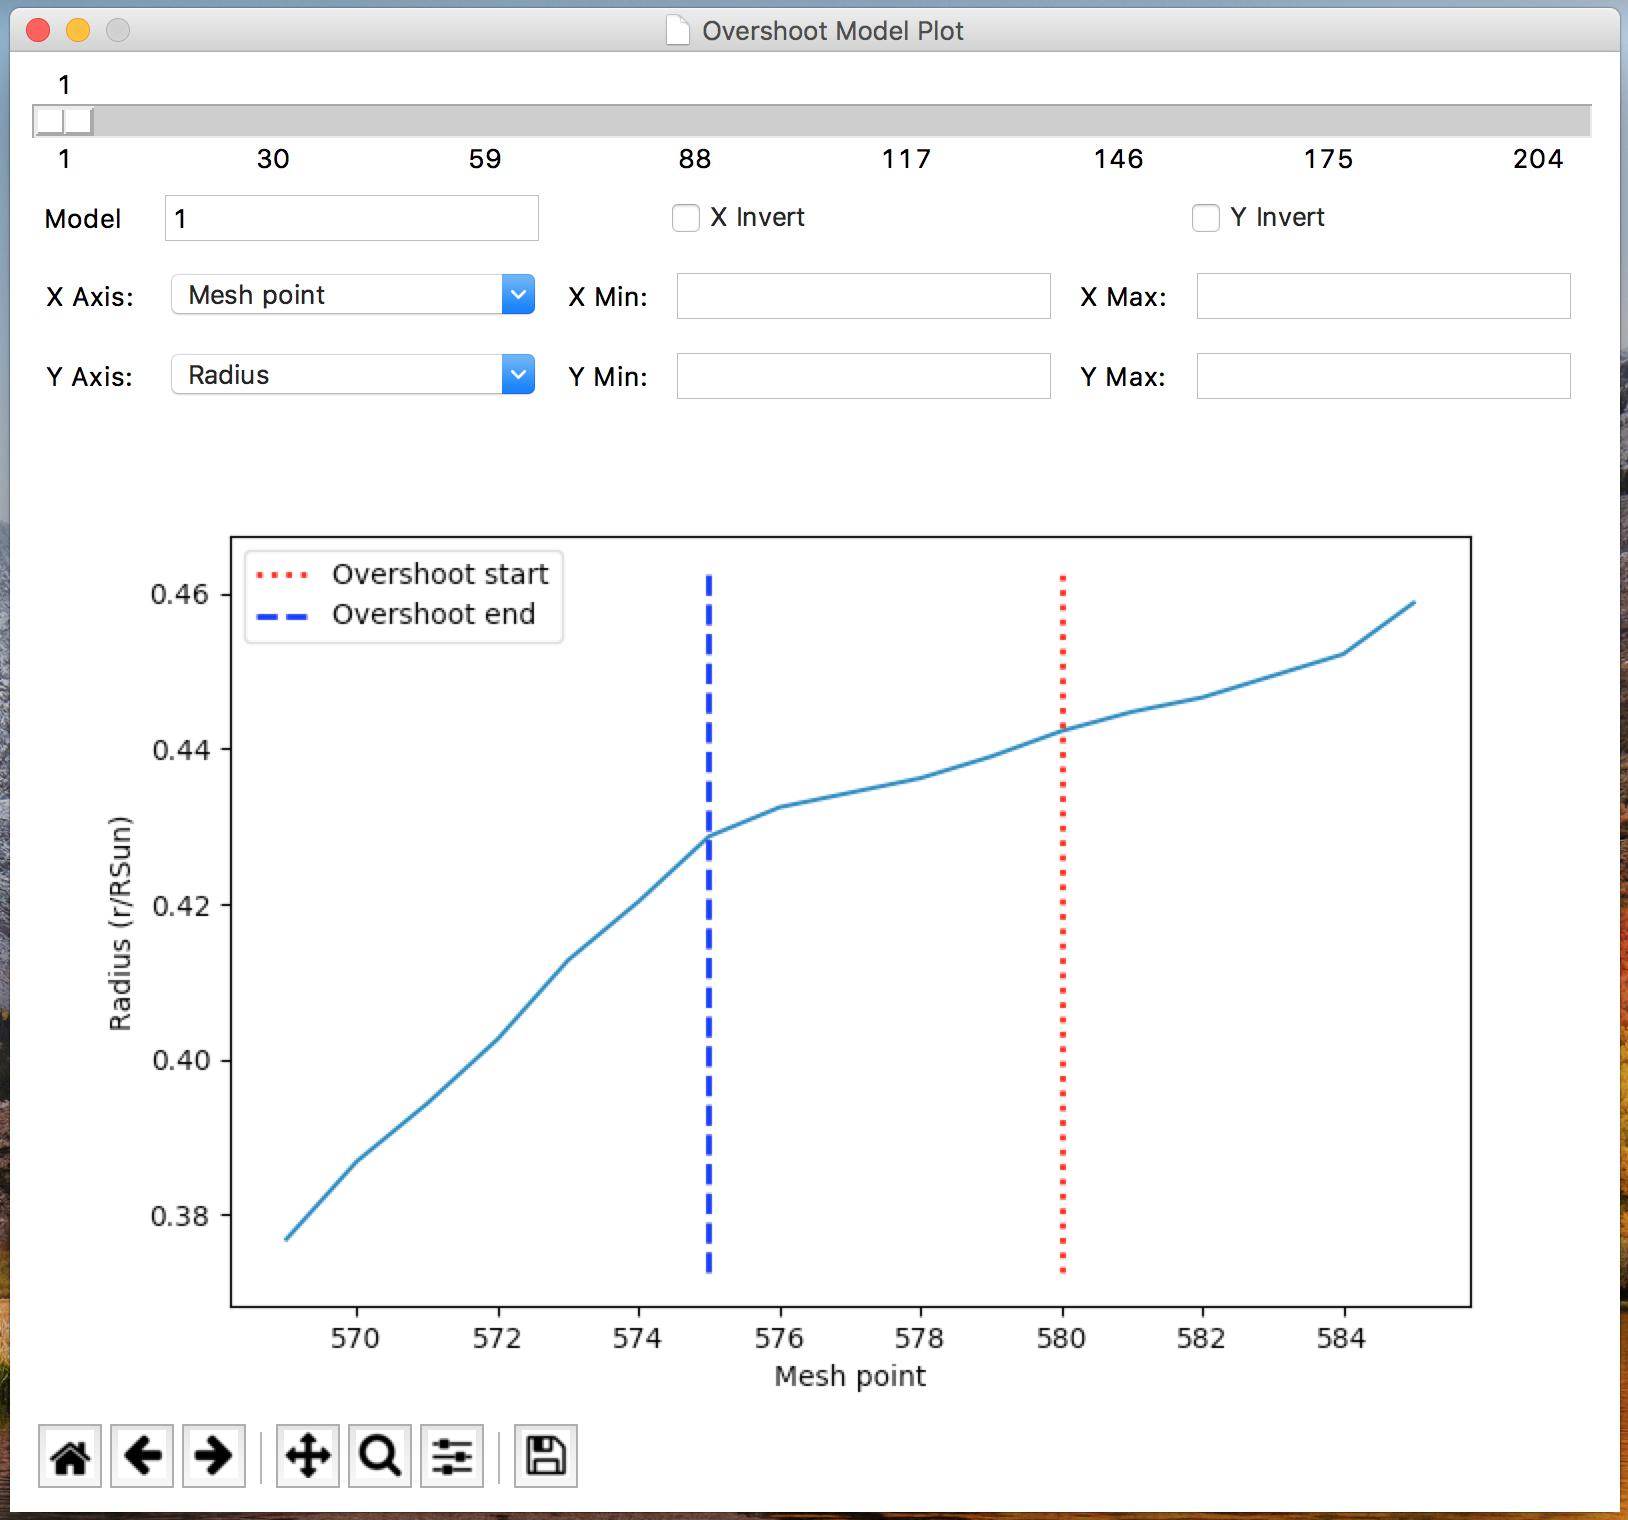 Overshoot Model Plot
1
1 30 59 88 117 146 175 204
Model 1 X Invert Y Invert
X Axis: Mesh point X Min: X Max:
Y Axis: Radius Y Min: Y Max:
Overshoot start
Overshoot end
0.46
0.44
0.42
0.40
0.38
Radius (r/RSun)
570 572 574 576 578 580 582 584
Mesh point